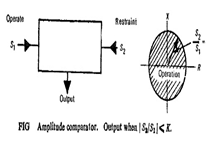 Operate
Restraint
S₁
S₂
Output
X
R
S₂/S₁
Operation
FIG Amplitude comparator. Output when |S₂/S₁| ⩽ K.